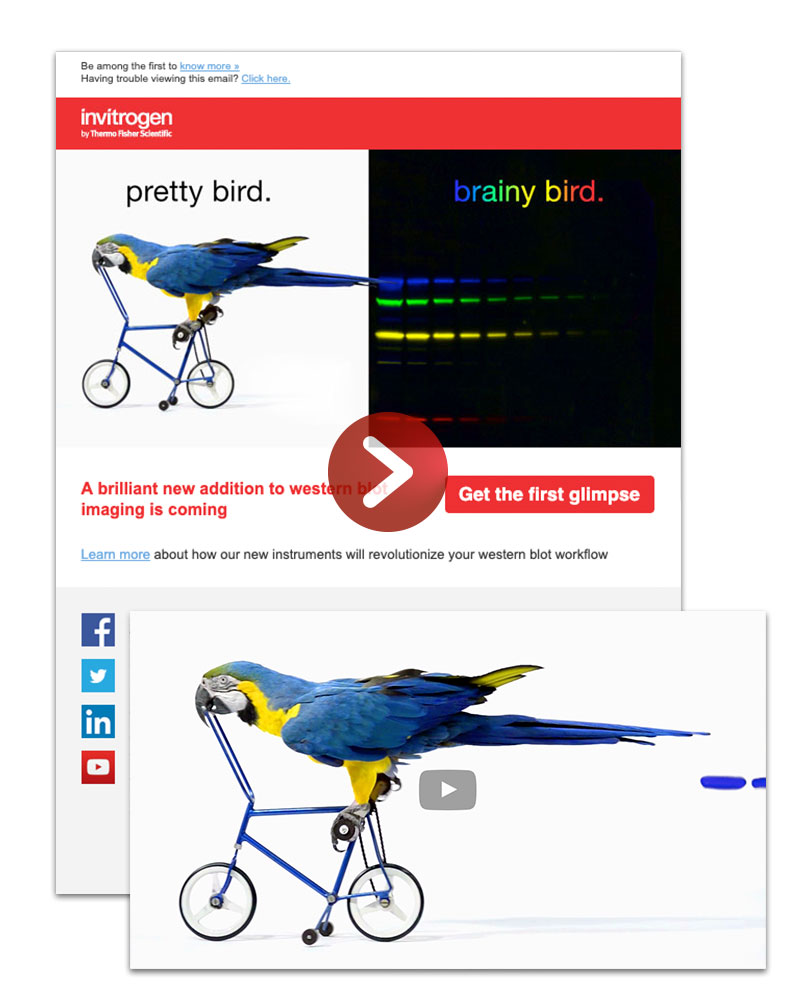 Be among the first to know more »
Having trouble viewing this email? Click here.
invitrogen
by Thermo Fisher Scientific
pretty bird.
brainy bird.
A brilliant new addition to western blot
imaging is coming
Get the first glimpse
Learn more about how our new instruments will revolutionize your western blot workflow
f
in